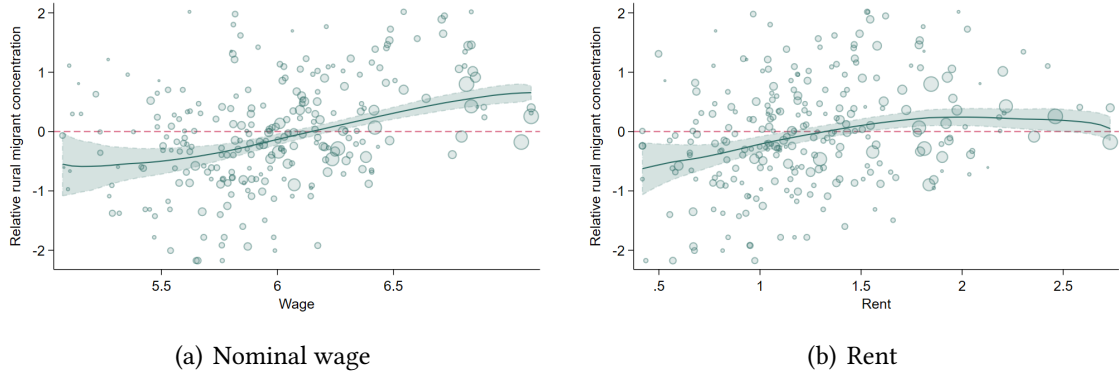 Relative rural migrant concentration
2
1
0
-1
-2
5.5 6 6.5
Wage
(a) Nominal wage
Relative rural migrant concentration
2
1
0
-1
-2
.5 1 1.5 2 2.5
Rent
(b) Rent